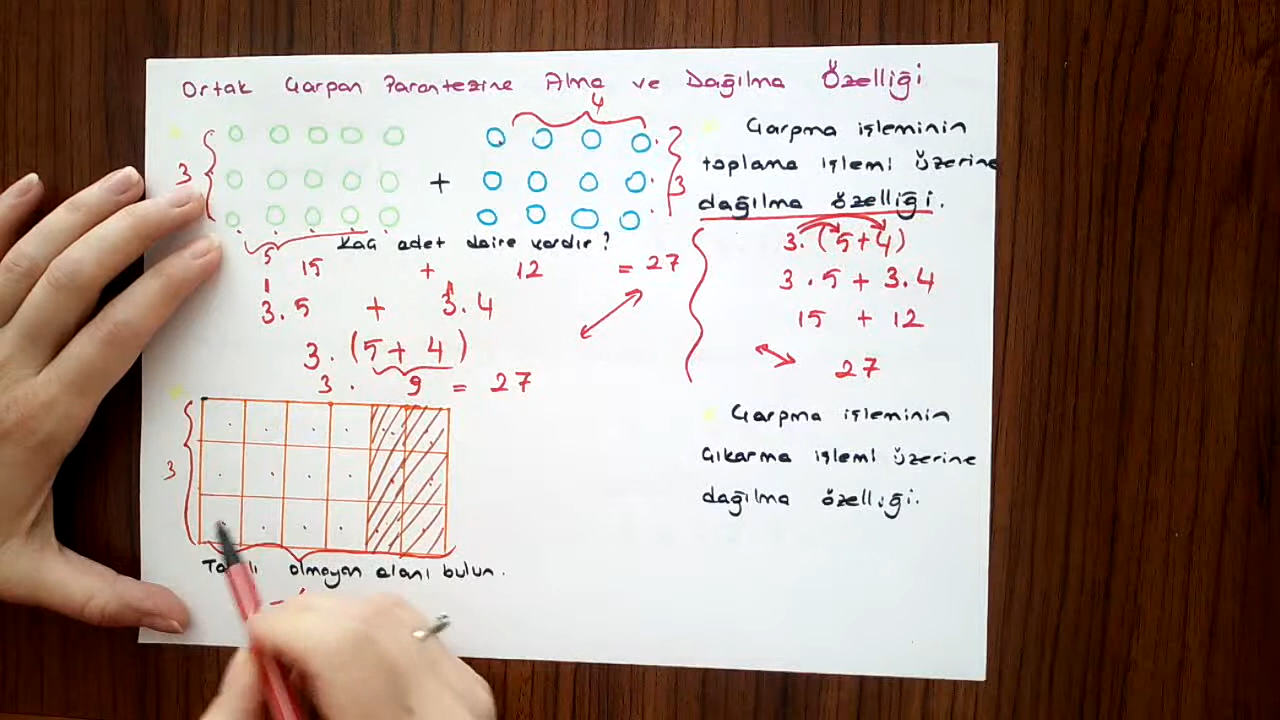 Ortak Çarpan Parantezine Alma ve Dağılma Özelliği
4
3
+
3
5
Kaç adet daire vardır?
15 + 12 = 27
3.5 + 3.4
3. (5+4)
3 . 9 = 27
3
olmayan alanı bulun.
Çarpma işleminin
toplama işlemi üzerine
dağılma özelliği.
3. (5+4)
3.5 + 3.4
15 + 12
27
Çarpma işleminin
çıkarma işlemi üzerine
dağılma özelliği.